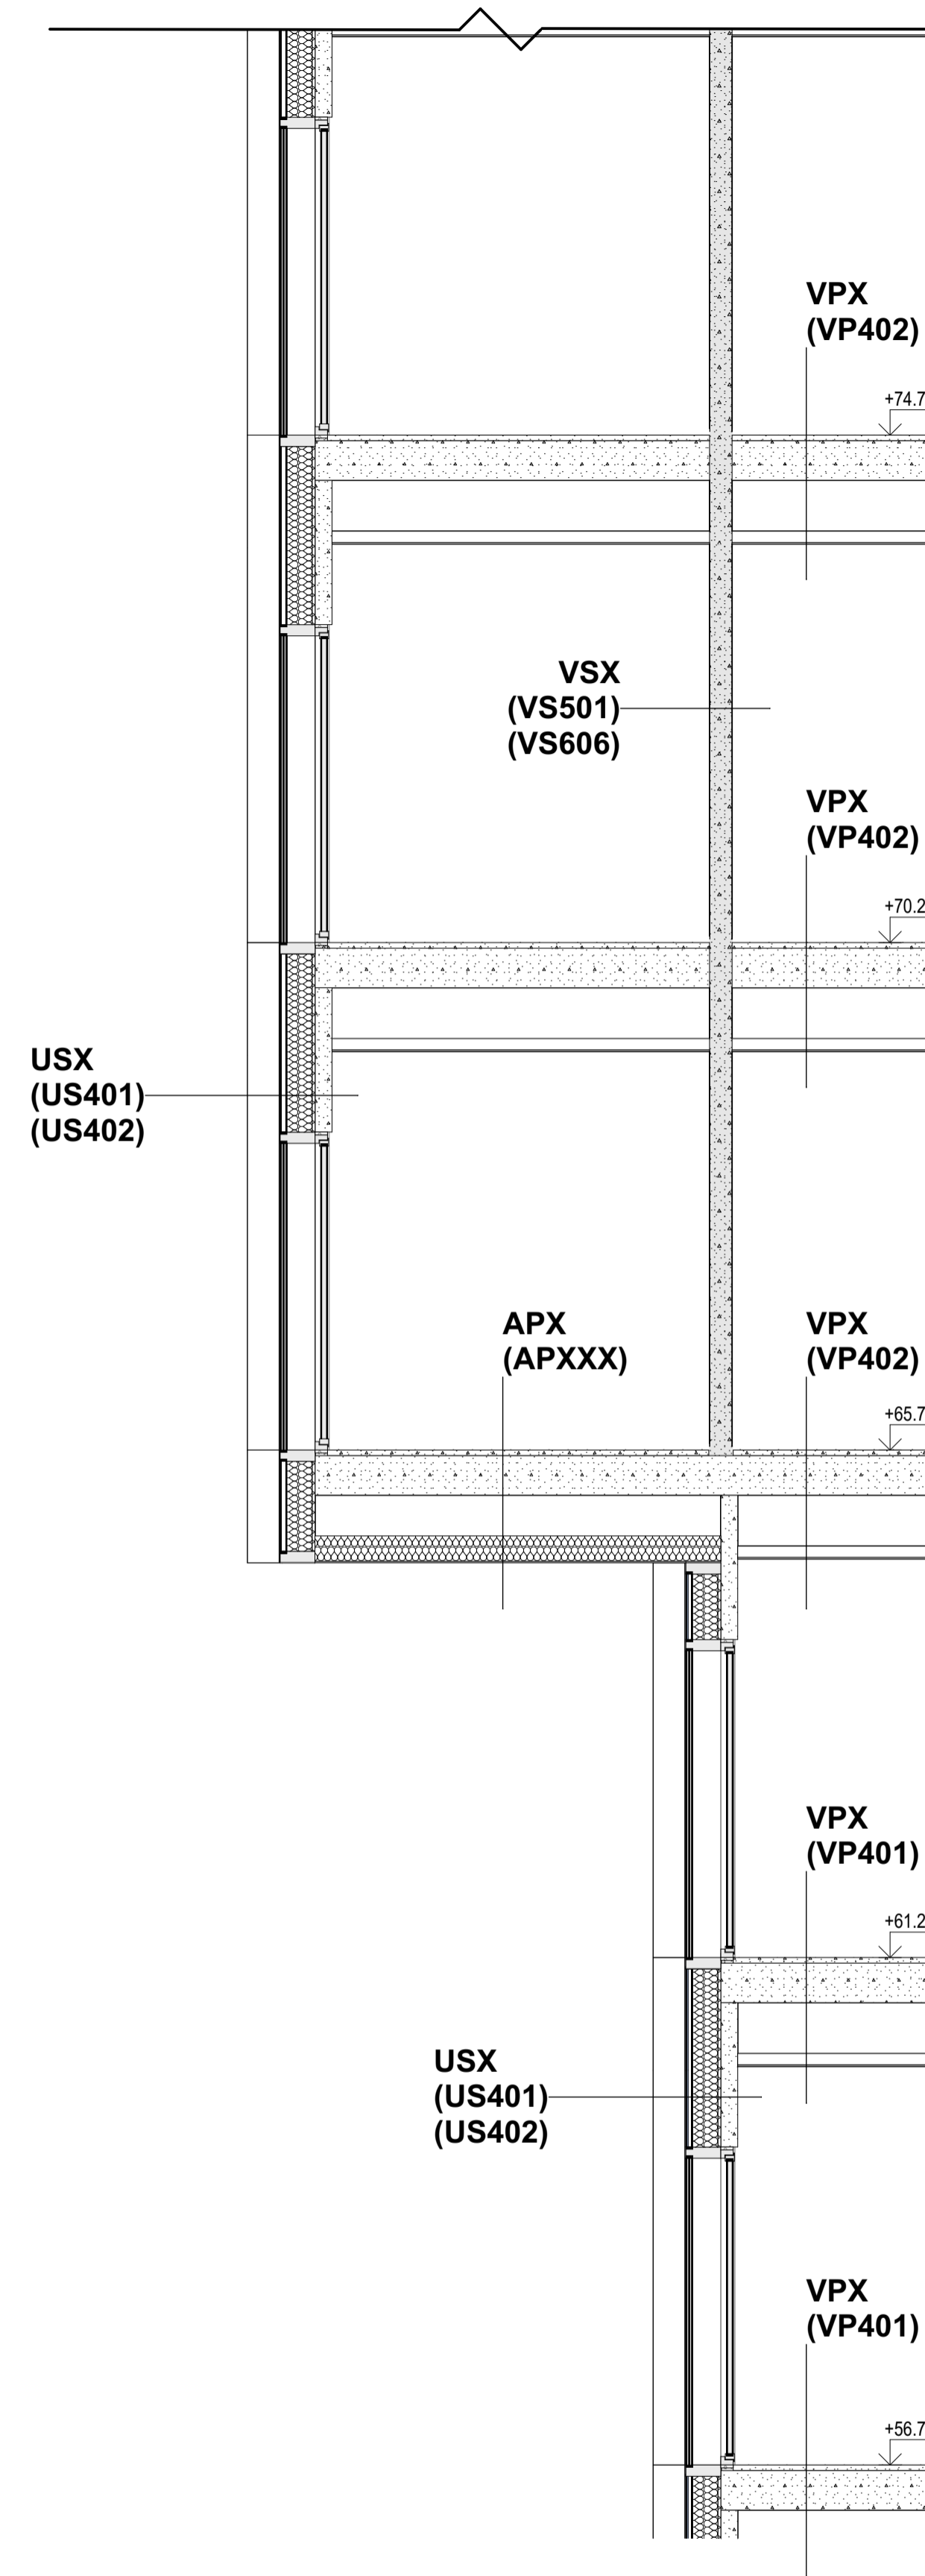 VPX
(VP402)
+74.7
VSX
(VS501)
(VS606)
VPX
(VP402)
+70.2
USX
(US401)
(US402)
APX
(APXXX)
VPX
(VP402)
+65.7
VPX
(VP401)
+61.2
USX
(US401)
(US402)
VPX
(VP401)
+56.7